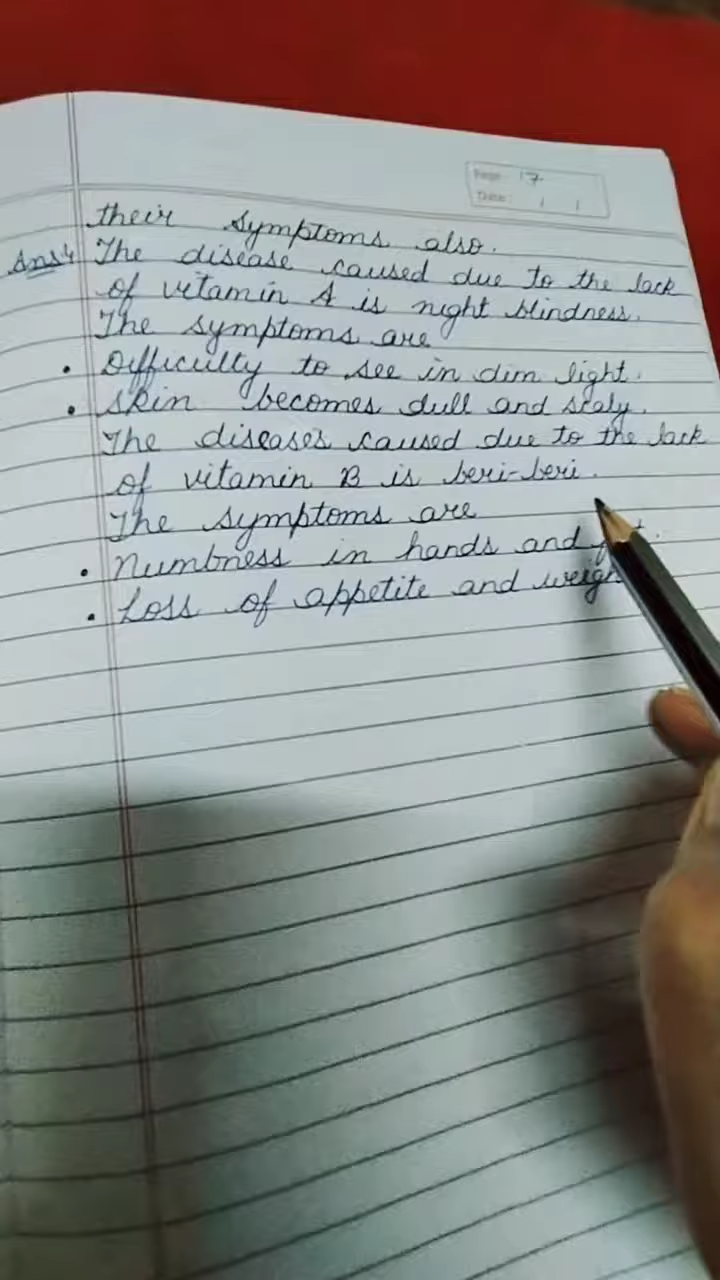 Page: 17
Date: / /
their symptoms also.
Ans 4 The disease caused due to the lack
of vitamin A is night blindness.
The symptoms are
• Difficulty to see in dim light.
• Skin becomes dull and scaly.
The diseases caused due to the lack
of vitamin B is beri-beri.
The symptoms are
• Numbness in hands and
• Loss of appetite and